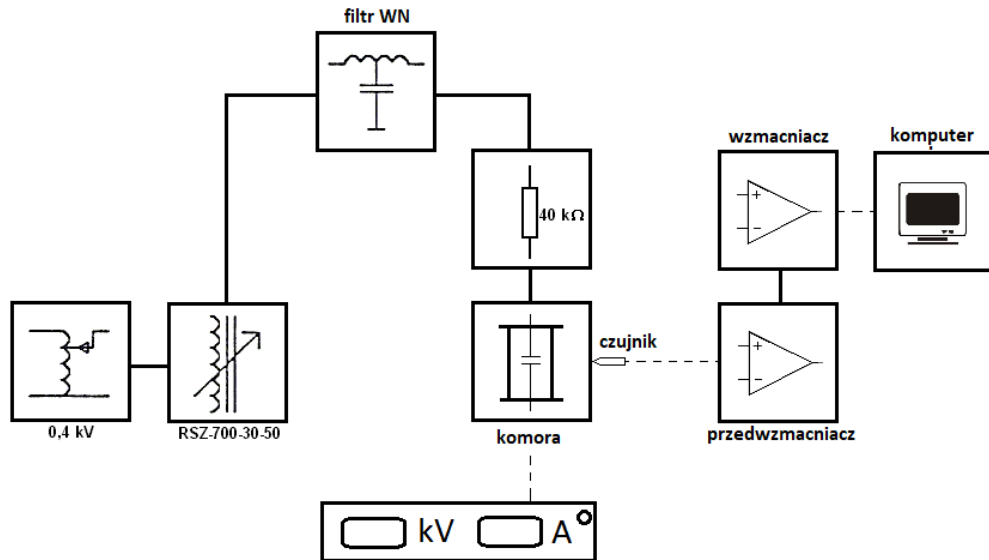 filtr WN
wzmacniacz
komputer
40 kΩ
czujnik
0,4 kV
RSZ-700-30-50
komora
przedwzmacniacz
kV
A